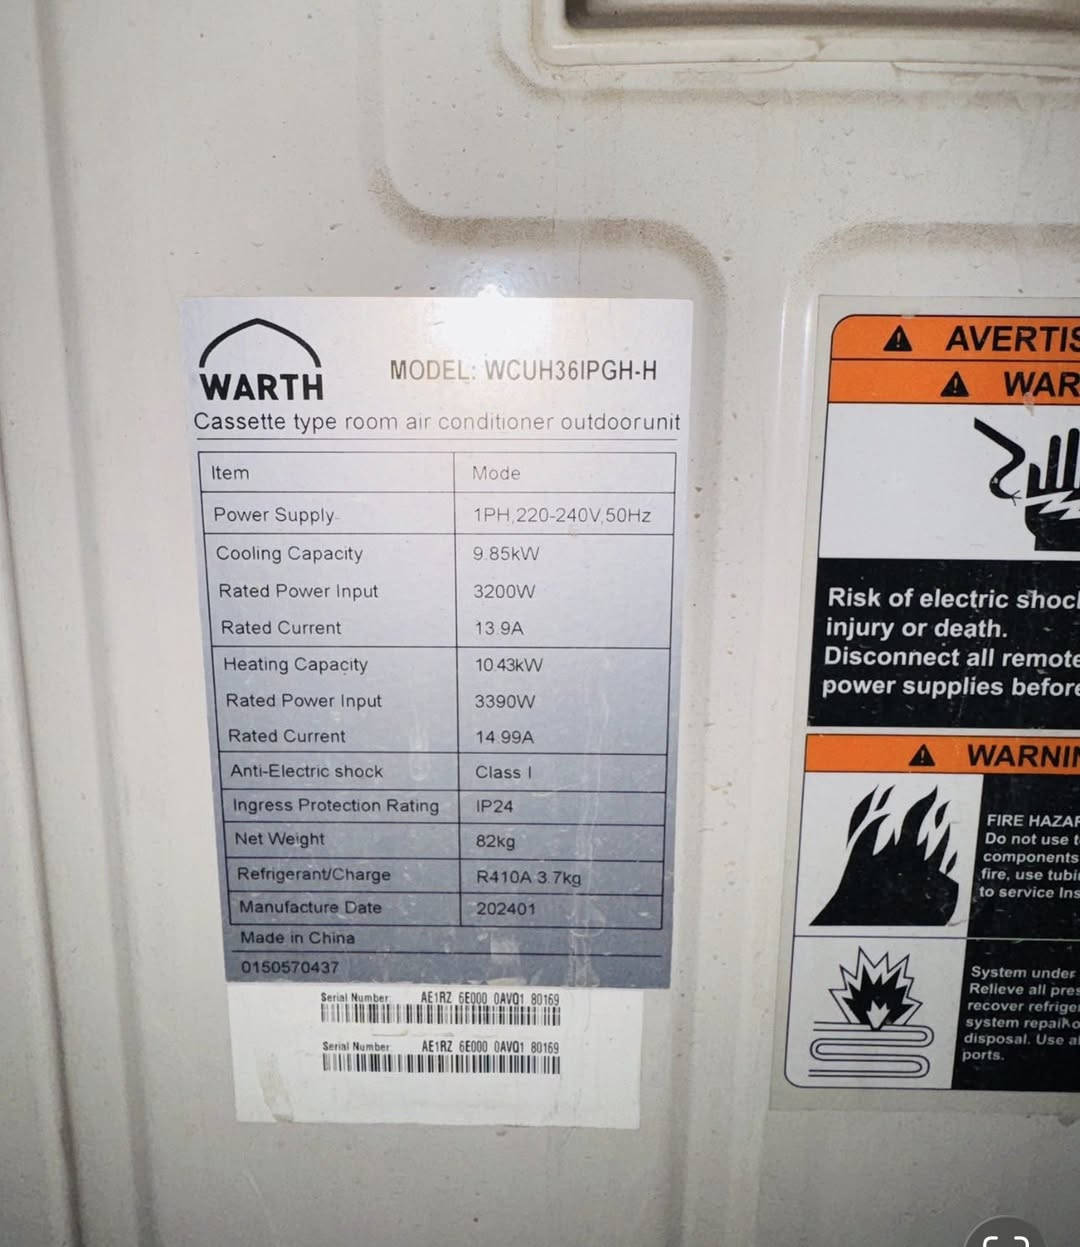 WARTH
MODEL: WCUH36IPGH-H
Cassette type room air conditioner outdoorunit
Item Mode
Power Supply 1PH,220-240V,50Hz
Cooling Capacity 9.85kW
Rated Power Input 3200W
Rated Current 13.9A
Heating Capacity 10.43kW
Rated Power Input 3390W
Rated Current 14.99A
Anti-Electric shock Class I
Ingress Protection Rating IP24
Net Weight 82kg
Refrigerant/Charge R410A 3.7kg
Manufacture Date 202401
Made in China
0150570437
Serial Number: AE1RZ 6E000 0AVQ1 80169
Serial Number: AE1RZ 6E000 0AVQ1 80169
AVERTIS
WAR
Risk of electric shoc
injury or death.
Disconnect all remote
power supplies before
WARNIN
FIRE HAZAR
Do not use t
components
fire, use tubi
to service Ins
System under
Relieve all pres
recover refriger
system repair o
disposal. Use al
ports.